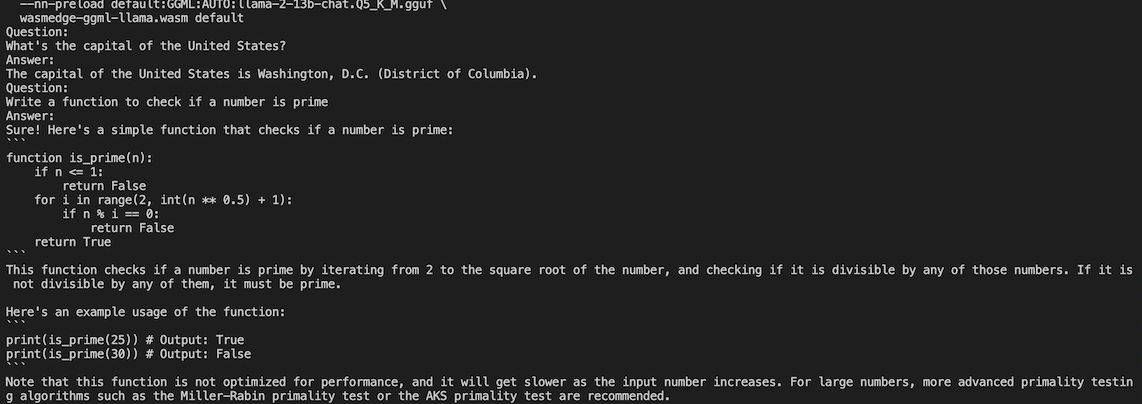 --nn-preload default:GGML:AUTO:llama-2-13b-chat.Q5_K_M.gguf \
  wasmedge-ggml-llama.wasm default
Question:
What's the capital of the United States?
Answer:
The capital of the United States is Washington, D.C. (District of Columbia).
Question:
Write a function to check if a number is prime
Answer:
Sure! Here's a simple function that checks if a number is prime:
```
function is_prime(n):
    if n <= 1:
        return False
    for i in range(2, int(n ** 0.5) + 1):
        if n % i == 0:
            return False
    return True
```
This function checks if a number is prime by iterating from 2 to the square root of the number, and checking if it is divisible by any of those numbers. If it is
 not divisible by any of them, it must be prime.

Here's an example usage of the function:
```
print(is_prime(25)) # Output: True
print(is_prime(30)) # Output: False
```
Note that this function is not optimized for performance, and it will get slower as the input number increases. For large numbers, more advanced primality testin
g algorithms such as the Miller-Rabin primality test or the AKS primality test are recommended.